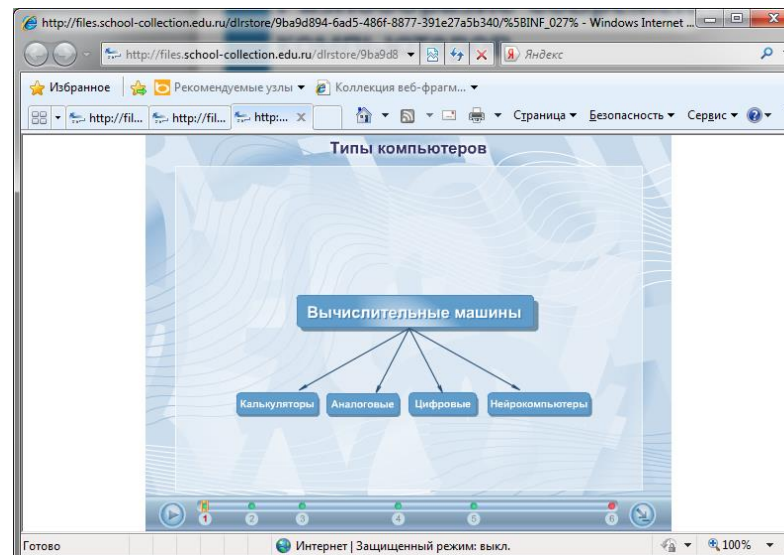 http://files.school-collection.edu.ru/dlrstore/9ba9d894-6ad5-486f-8877-391e27a5b340/%5BINF_027% - Windows Internet ...
http://files.school-collection.edu.ru/dlrstore/9ba9d8
Яндекс
Избранное
Рекомендуемые узлы
Коллекция веб-фрагм...
http://fil...
http://fil...
http:...
Страница
Безопасность
Сервис
Типы компьютеров
Вычислительные машины
Калькуляторы
Аналоговые
Цифровые
Нейрокомпьютеры
1 2 3 4 5 6
Готово
Интернет | Защищенный режим: выкл.
100%